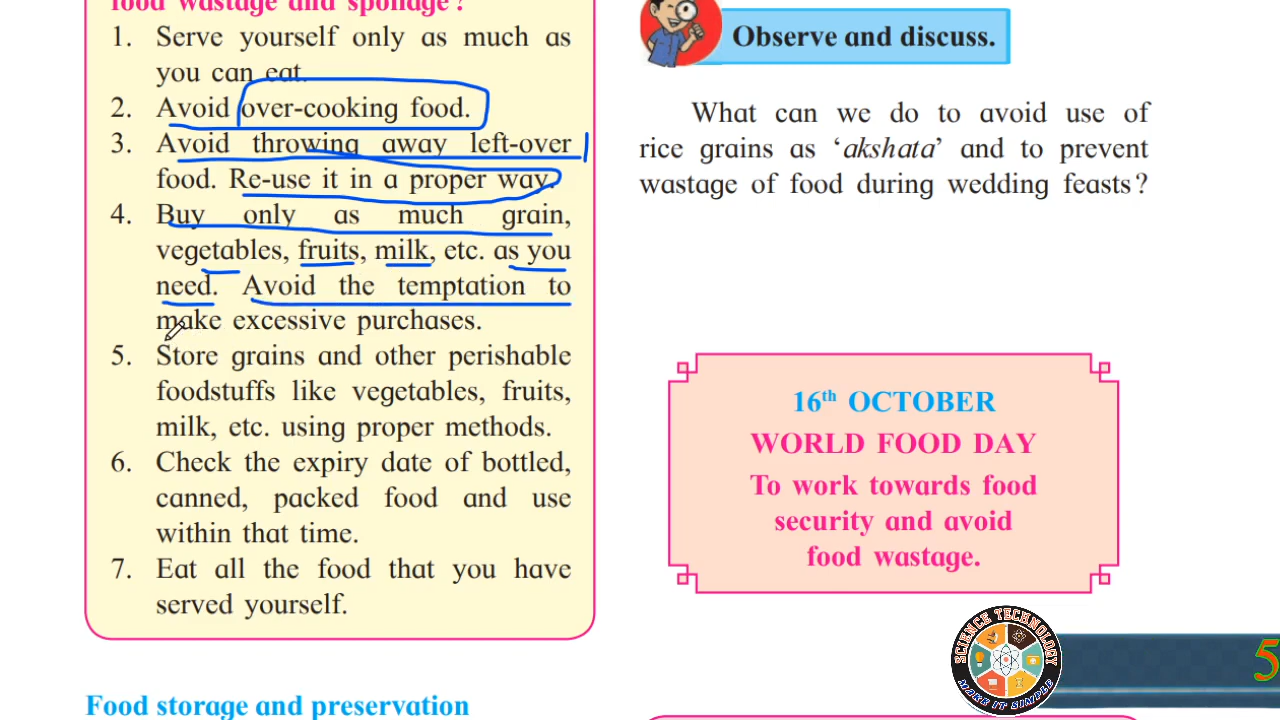 food wastage and spoilage?
1. Serve yourself only as much as
you can eat.
2. Avoid over-cooking food.
3. Avoid throwing away left-over
food. Re-use it in a proper way.
4. Buy only as much grain,
vegetables, fruits, milk, etc. as you
need. Avoid the temptation to
make excessive purchases.
5. Store grains and other perishable
foodstuffs like vegetables, fruits,
milk, etc. using proper methods.
6. Check the expiry date of bottled,
canned, packed food and use
within that time.
7. Eat all the food that you have
served yourself.
Food storage and preservation
Observe and discuss.
What can we do to avoid use of
rice grains as ‘akshata’ and to prevent
wastage of food during wedding feasts?
16th OCTOBER
WORLD FOOD DAY
To work towards food
security and avoid
food wastage.
SCIENCE TECHNOLOGY
MAKE IT SIMPLE
5